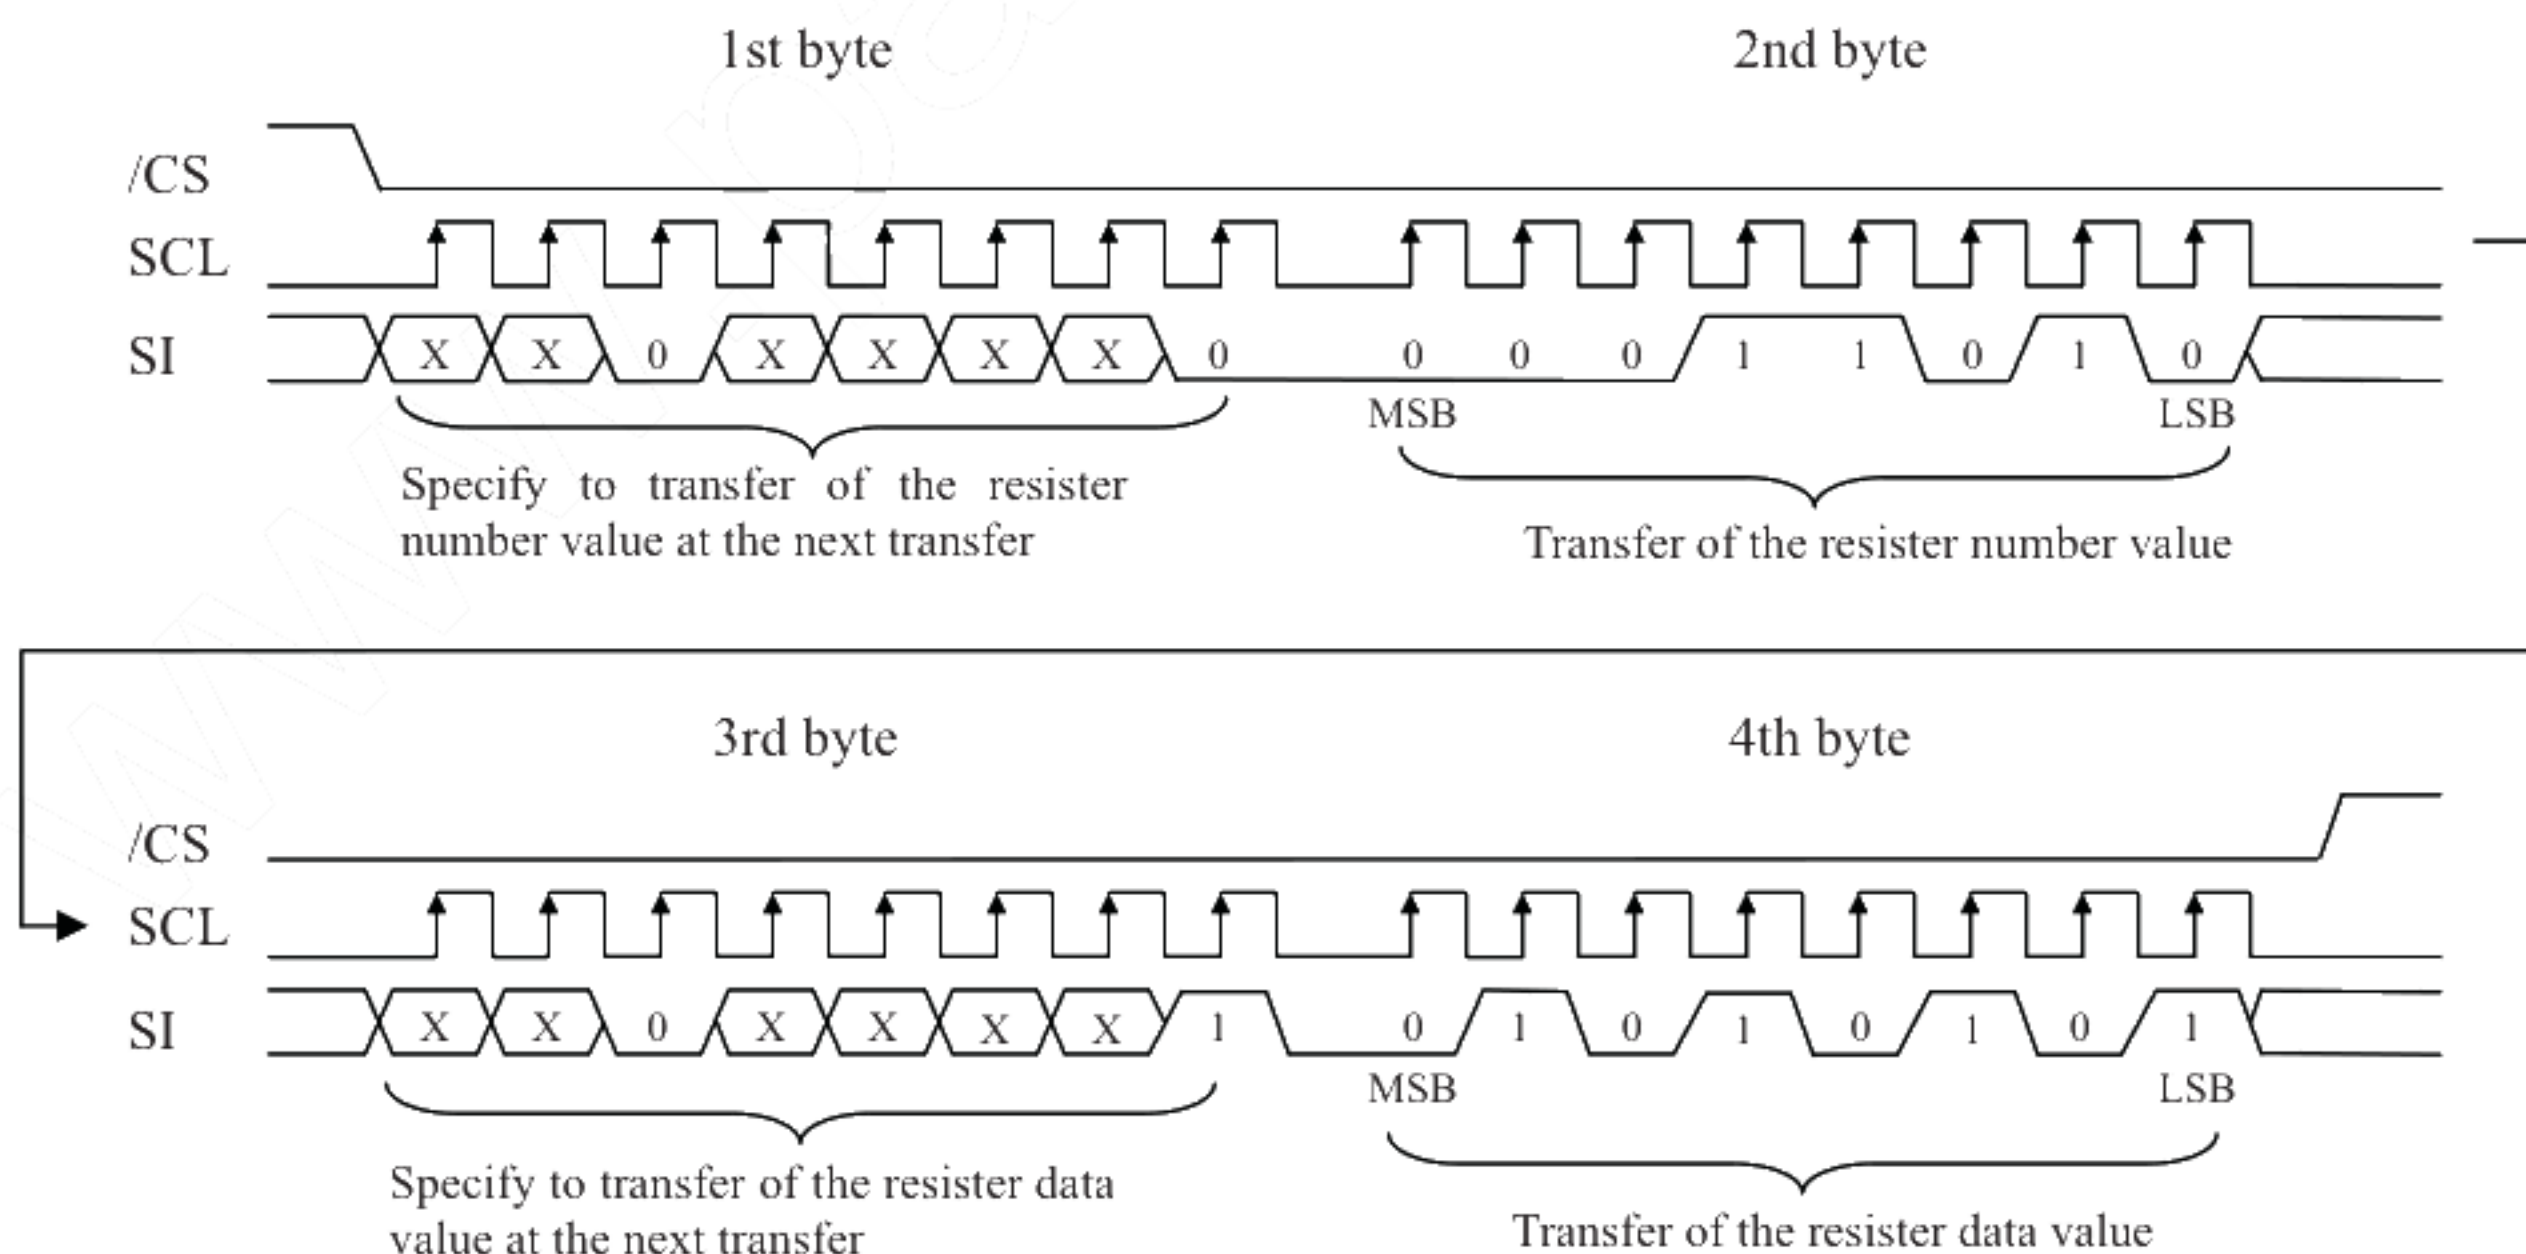 1st byte 2nd byte
/CS
SCL
SI X X 0 X X X X 0 0 0 0 1 1 0 1 0
MSB LSB
Specify to transfer of the resister
number value at the next transfer
Transfer of the resister number value
3rd byte 4th byte
/CS
SCL
SI X X 0 X X X X 1 0 1 0 1 0 1 0 1
MSB LSB
Specify to transfer of the resister data
value at the next transfer
Transfer of the resister data value